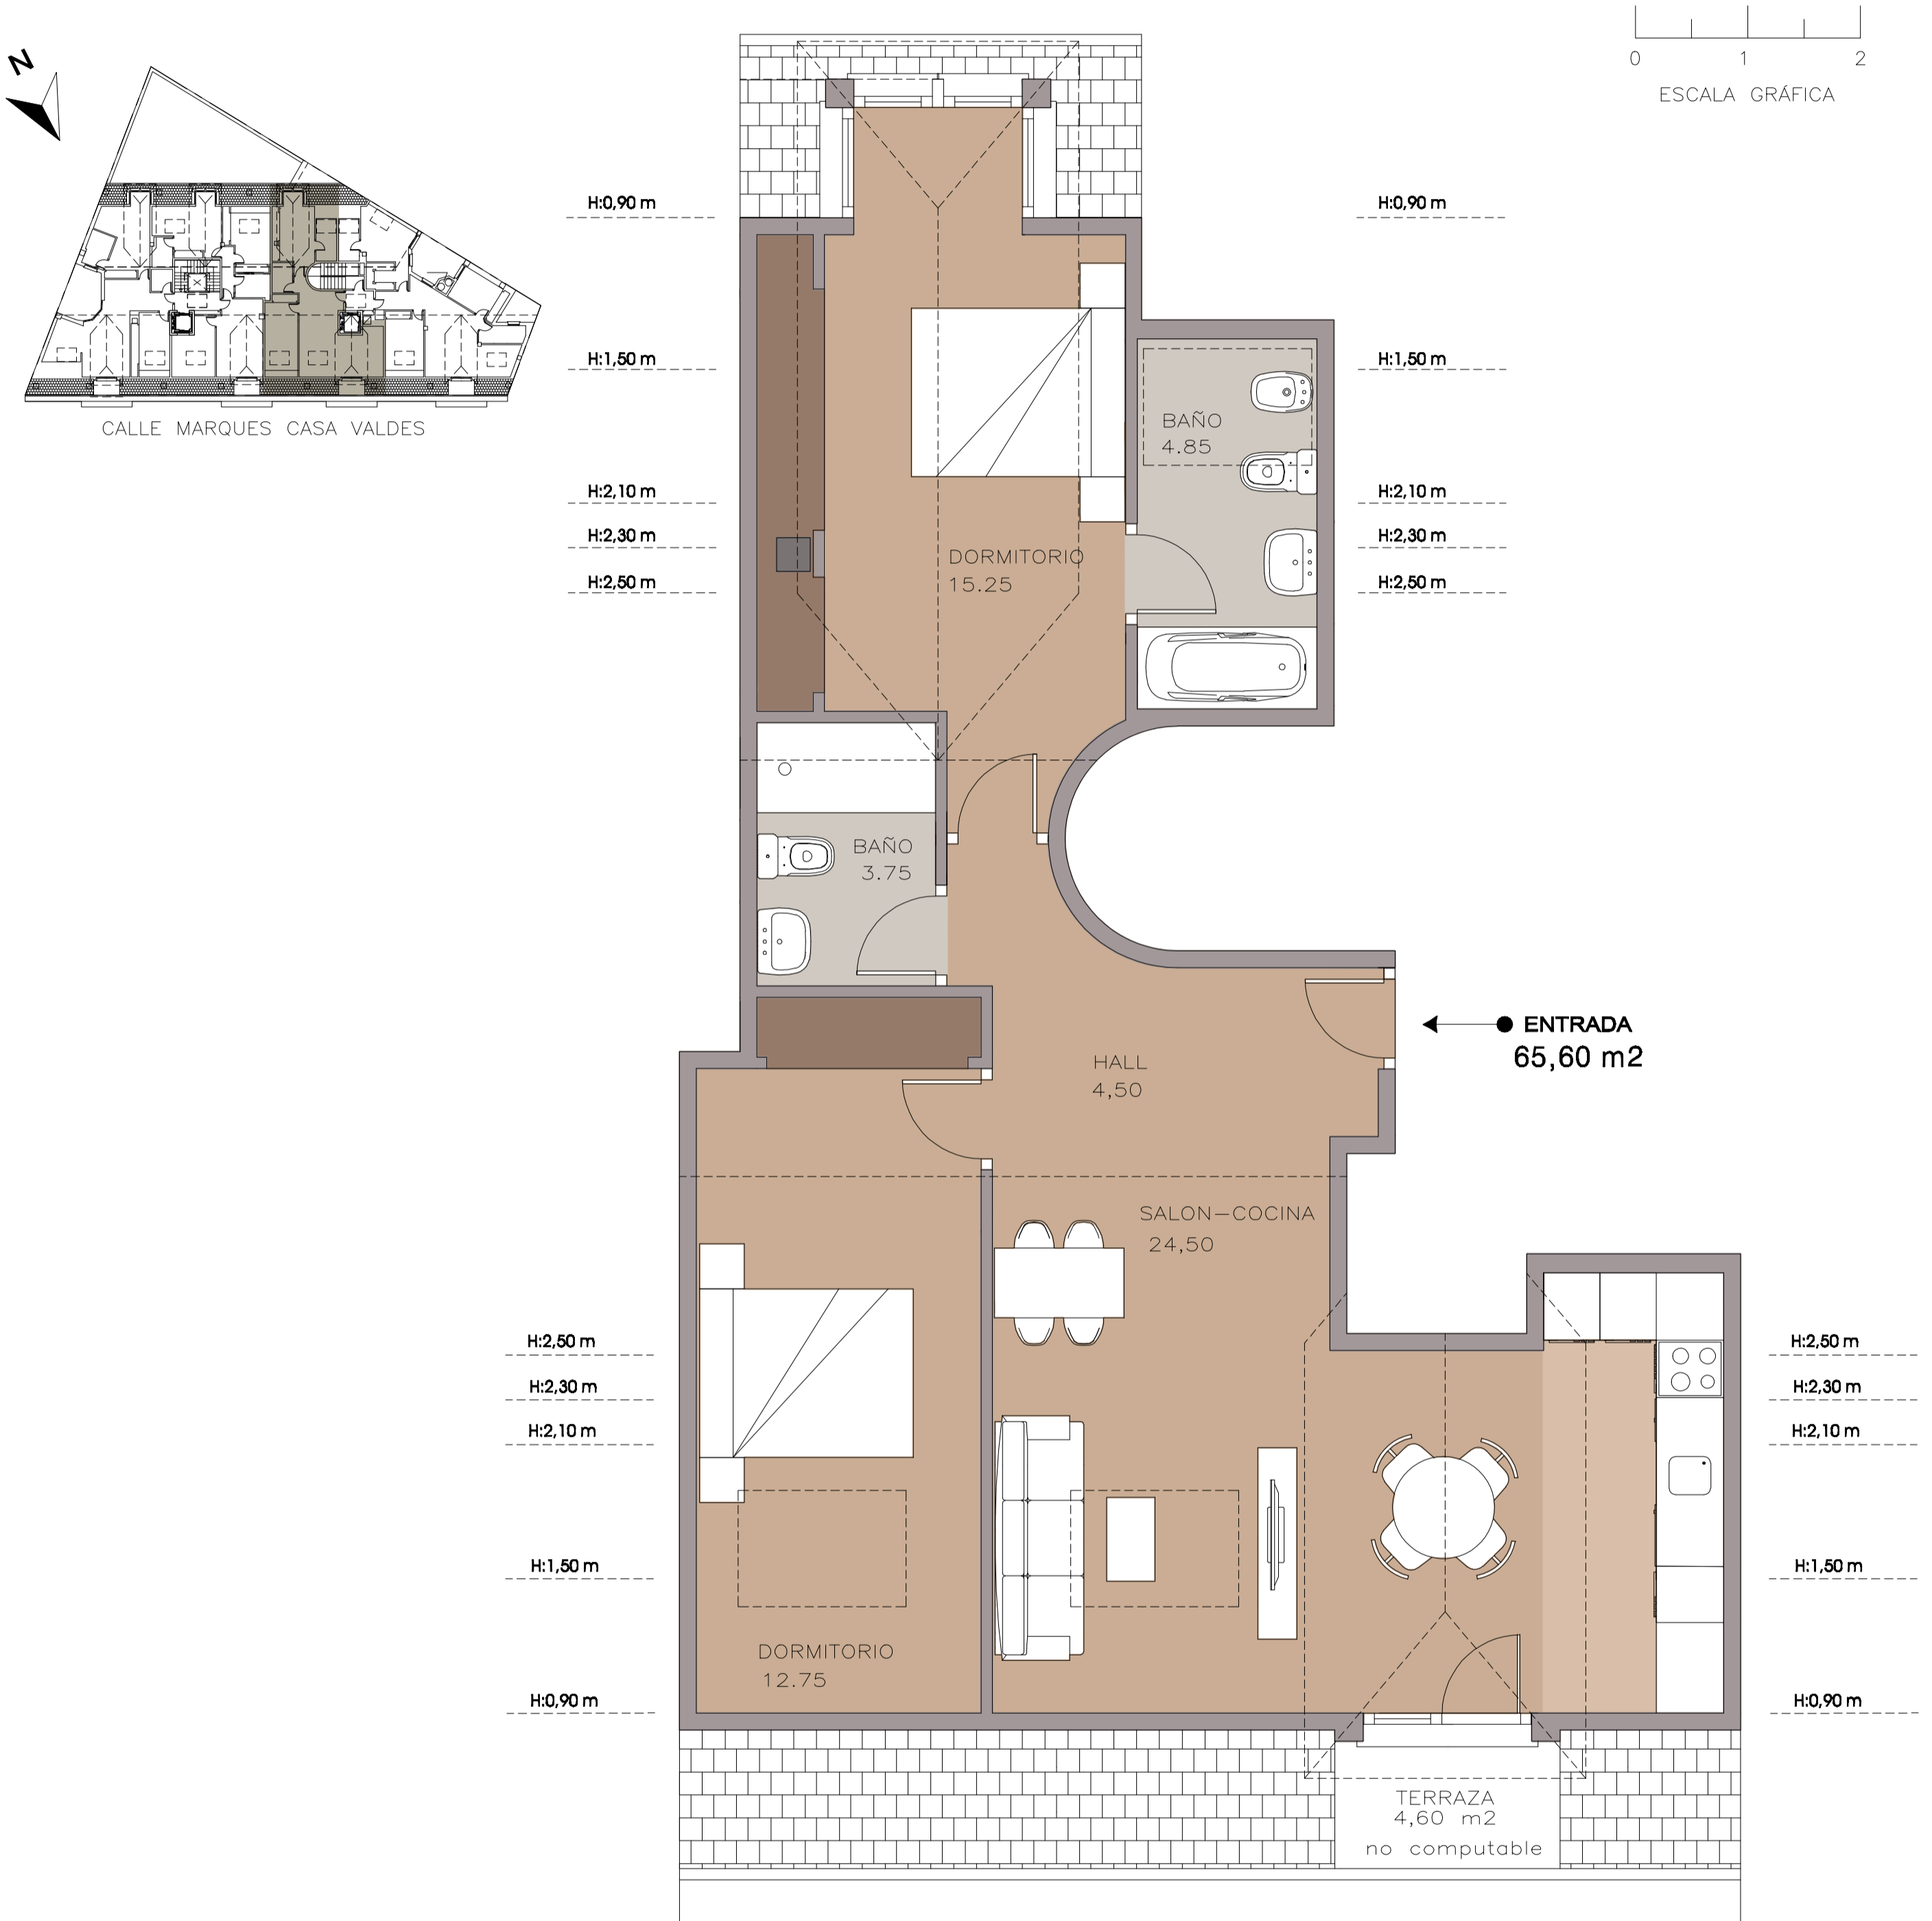 N
CALLE MARQUES CASA VALDES
0 1 2
ESCALA GRÁFICA
H:0,90 m
H:1,50 m
H:2,10 m
H:2,30 m
H:2,50 m
H:0,90 m
H:1,50 m
H:2,10 m
H:2,30 m
H:2,50 m
BAÑO
4.85
DORMITORIO
15.25
BAÑO
3.75
ENTRADA
65,60 m2
HALL
4,50
SALON-COCINA
24,50
H:2,50 m
H:2,30 m
H:2,10 m
H:1,50 m
H:0,90 m
H:2,50 m
H:2,30 m
H:2,10 m
H:1,50 m
H:0,90 m
DORMITORIO
12.75
TERRAZA
4,60 m2
no computable